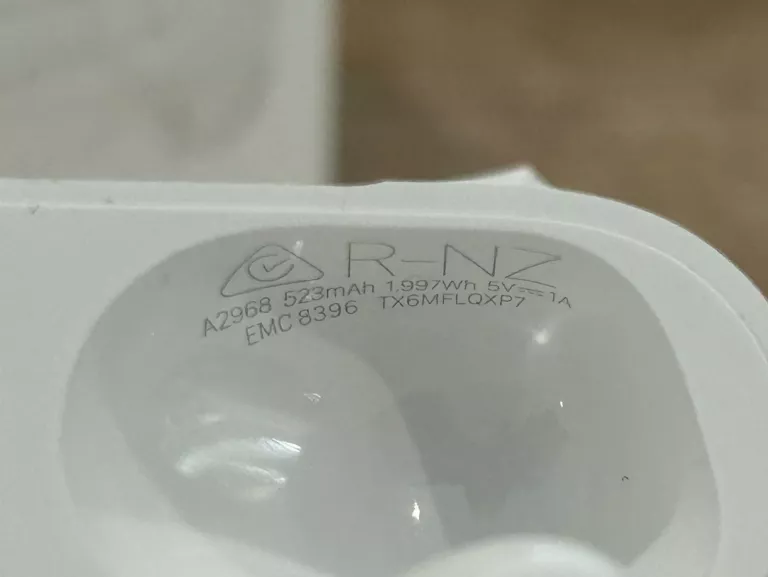 R-NZ
A2968 523mAh 1.997Wh 5V⎓1A
EMC 8396 TX6MFLQXP7